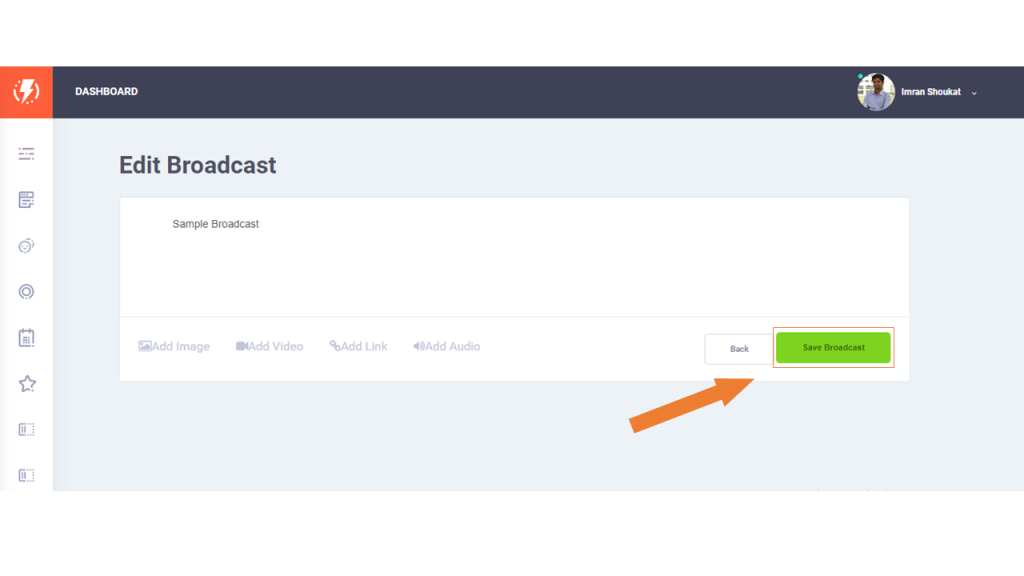 DASHBOARD
Imran Shoukat
Edit Broadcast
Sample Broadcast
Add Image
Add Video
Add Link
Add Audio
Back
Save Broadcast